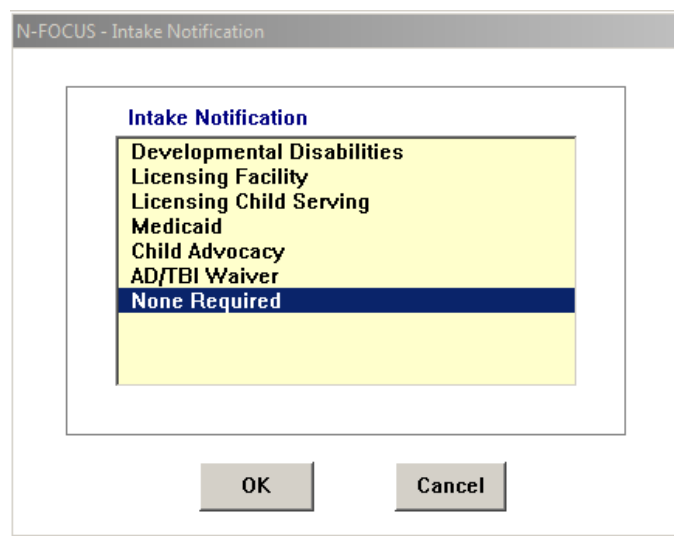 N-FOCUS - Intake Notification
Intake Notification
Developmental Disabilities
Licensing Facility
Licensing Child Serving
Medicaid
Child Advocacy
AD/TBI Waiver
None Required
OK
Cancel